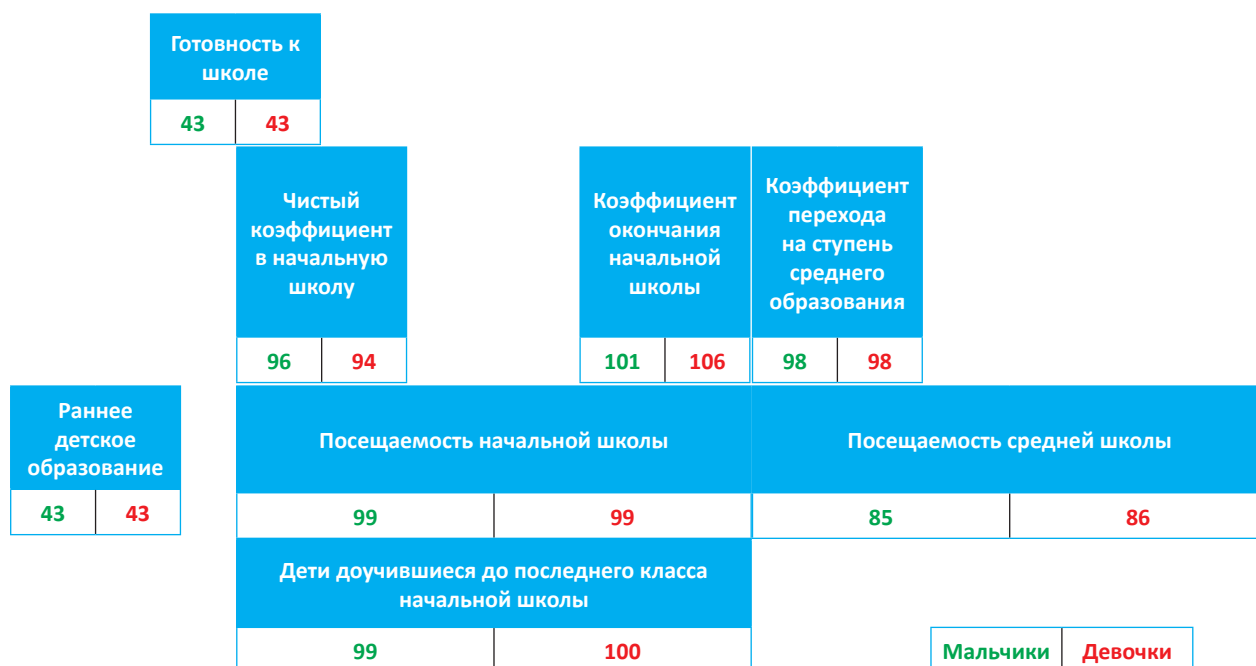 Готовность к
школе
43 43
Чистый
коэффициент
в начальную
школу
96 94
Коэффициент
окончания
начальной
школы
101 106
Коэффициент
перехода
на ступень
среднего
образования
98 98
Раннее
детское
образование
43 43
Посещаемость начальной школы
99 99
Посещаемость средней школы
85 86
Дети доучившиеся до последнего класса
начальной школы
99 100
Мальчики Девочки